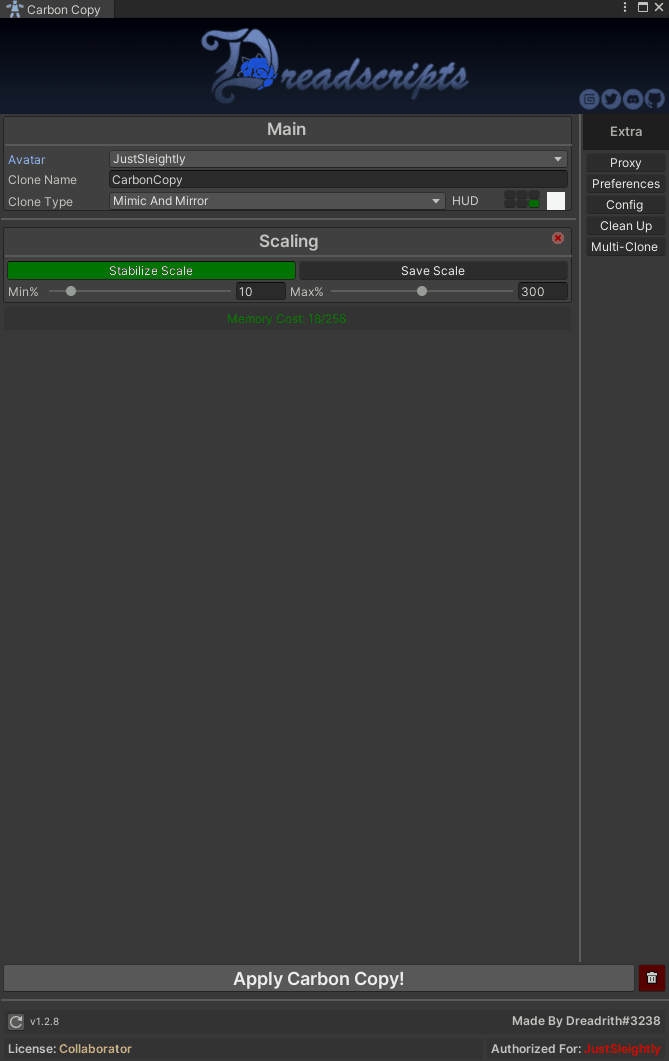 Carbon Copy
Dreadscripts
Main
Extra
Avatar JustSleightly
Clone Name CarbonCopy
Clone Type Mimic And Mirror HUD
Proxy
Preferences
Config
Clean Up
Multi-Clone
Scaling
Stabilize Scale Save Scale
Min% 10 Max% 300
Memory Cost: 18/256
Apply Carbon Copy!
v1.2.8 Made By Dreadrith#3238
License: Collaborator Authorized For: JustSleightly